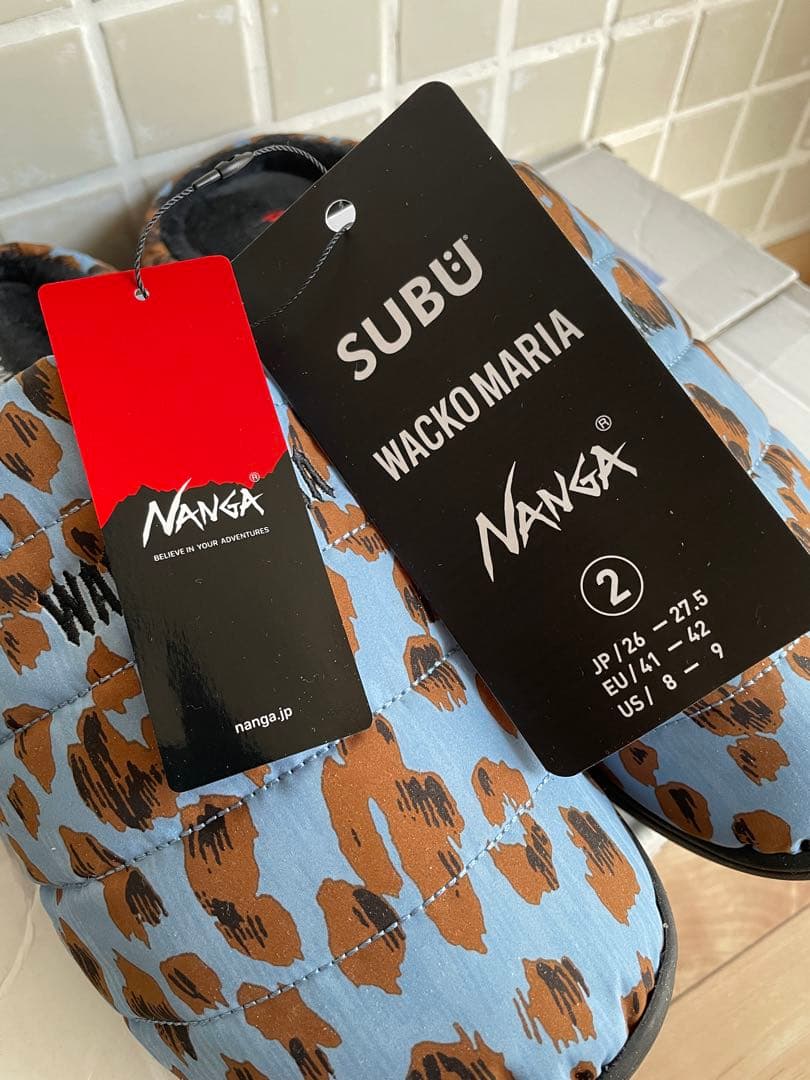 NANGA®
BELIEVE IN YOUR ADVENTURES
nanga.jp
SUBU®
WACKO MARIA
NANGA®
2
JP / 26 — 27.5
EU / 41 — 42
US / 8 — 9
WA